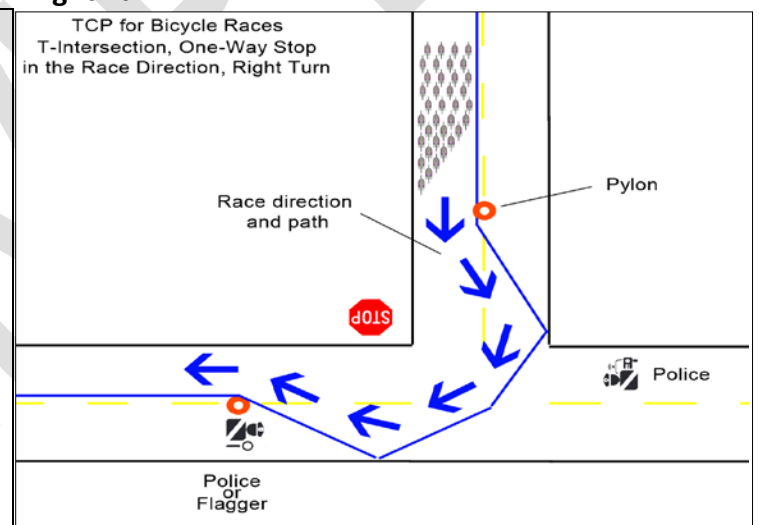 TCP for Bicycle Races
T-Intersection, One-Way Stop
in the Race Direction, Right Turn
Pylon
Race direction
and path
STOP
Police
Police
or
Flagger